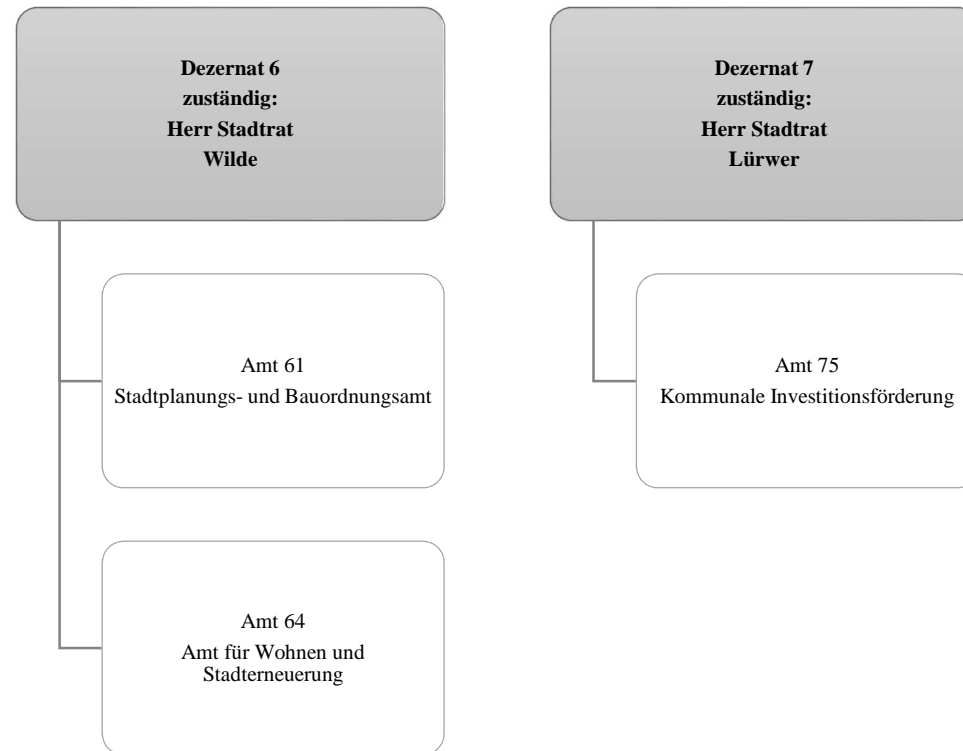 Dezernat 6
zuständig:
Herr Stadtrat
Wilde
Amt 61
Stadtplanungs- und Bauordnungsamt
Amt 64
Amt für Wohnen und
Stadterneuerung
Dezernat 7
zuständig:
Herr Stadtrat
Lürwer
Amt 75
Kommunale Investitionsförderung